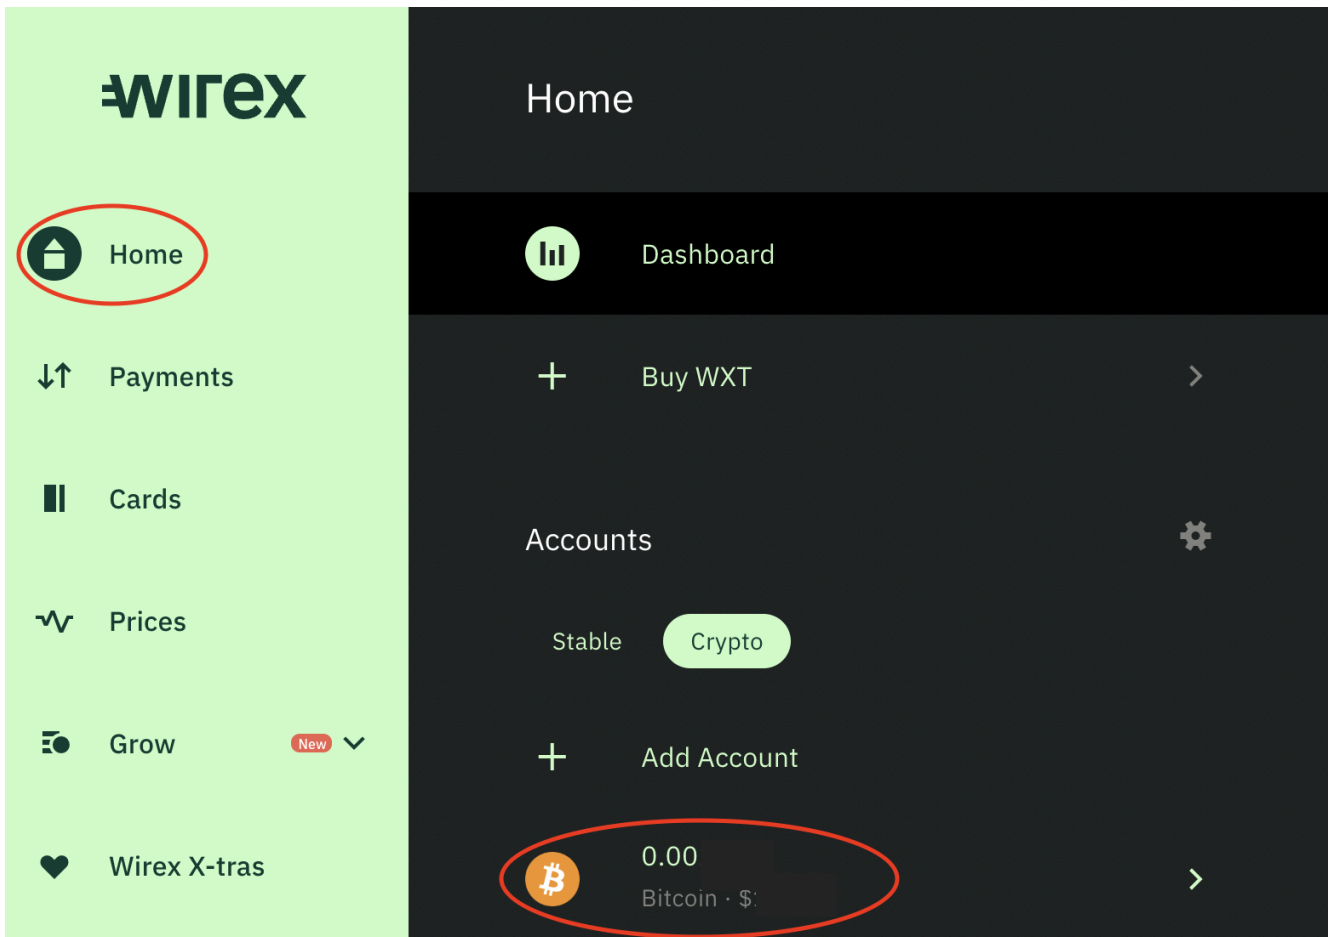 wirex
Home
Payments
Cards
Prices
Grow New
Wirex X-tras
Home
Dashboard
Buy WXT
Accounts
Stable Crypto
Add Account
0.00
Bitcoin · $